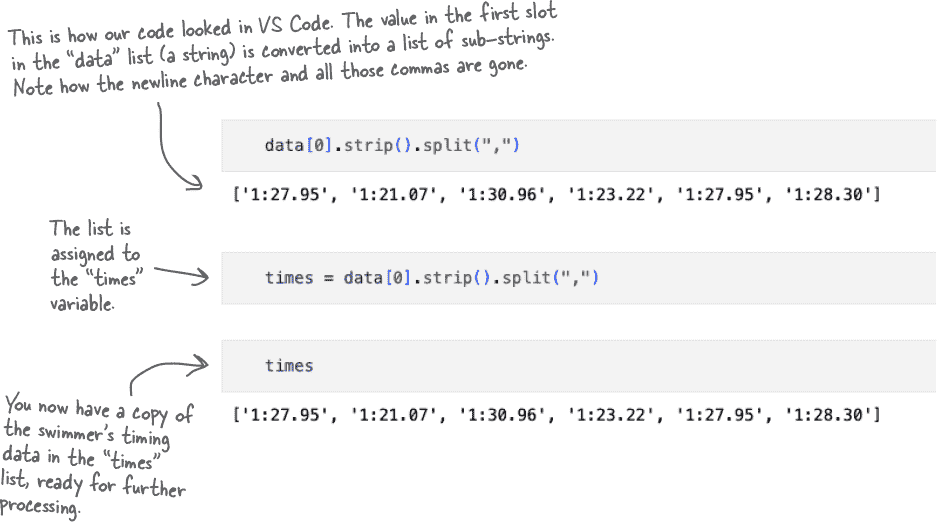 This is how our code looked in VS Code. The value in the first slot
in the “data” list (a string) is converted into a list of sub-strings.
Note how the newline character and all those commas are gone.
data[0].strip().split(",")
['1:27.95', '1:21.07', '1:30.96', '1:23.22', '1:27.95', '1:28.30']
The list is
assigned to
the “times”
variable.
times = data[0].strip().split(",")
times
['1:27.95', '1:21.07', '1:30.96', '1:23.22', '1:27.95', '1:28.30']
You now have a copy of
the swimmer’s timing
data in the “times”
list, ready for further
processing.